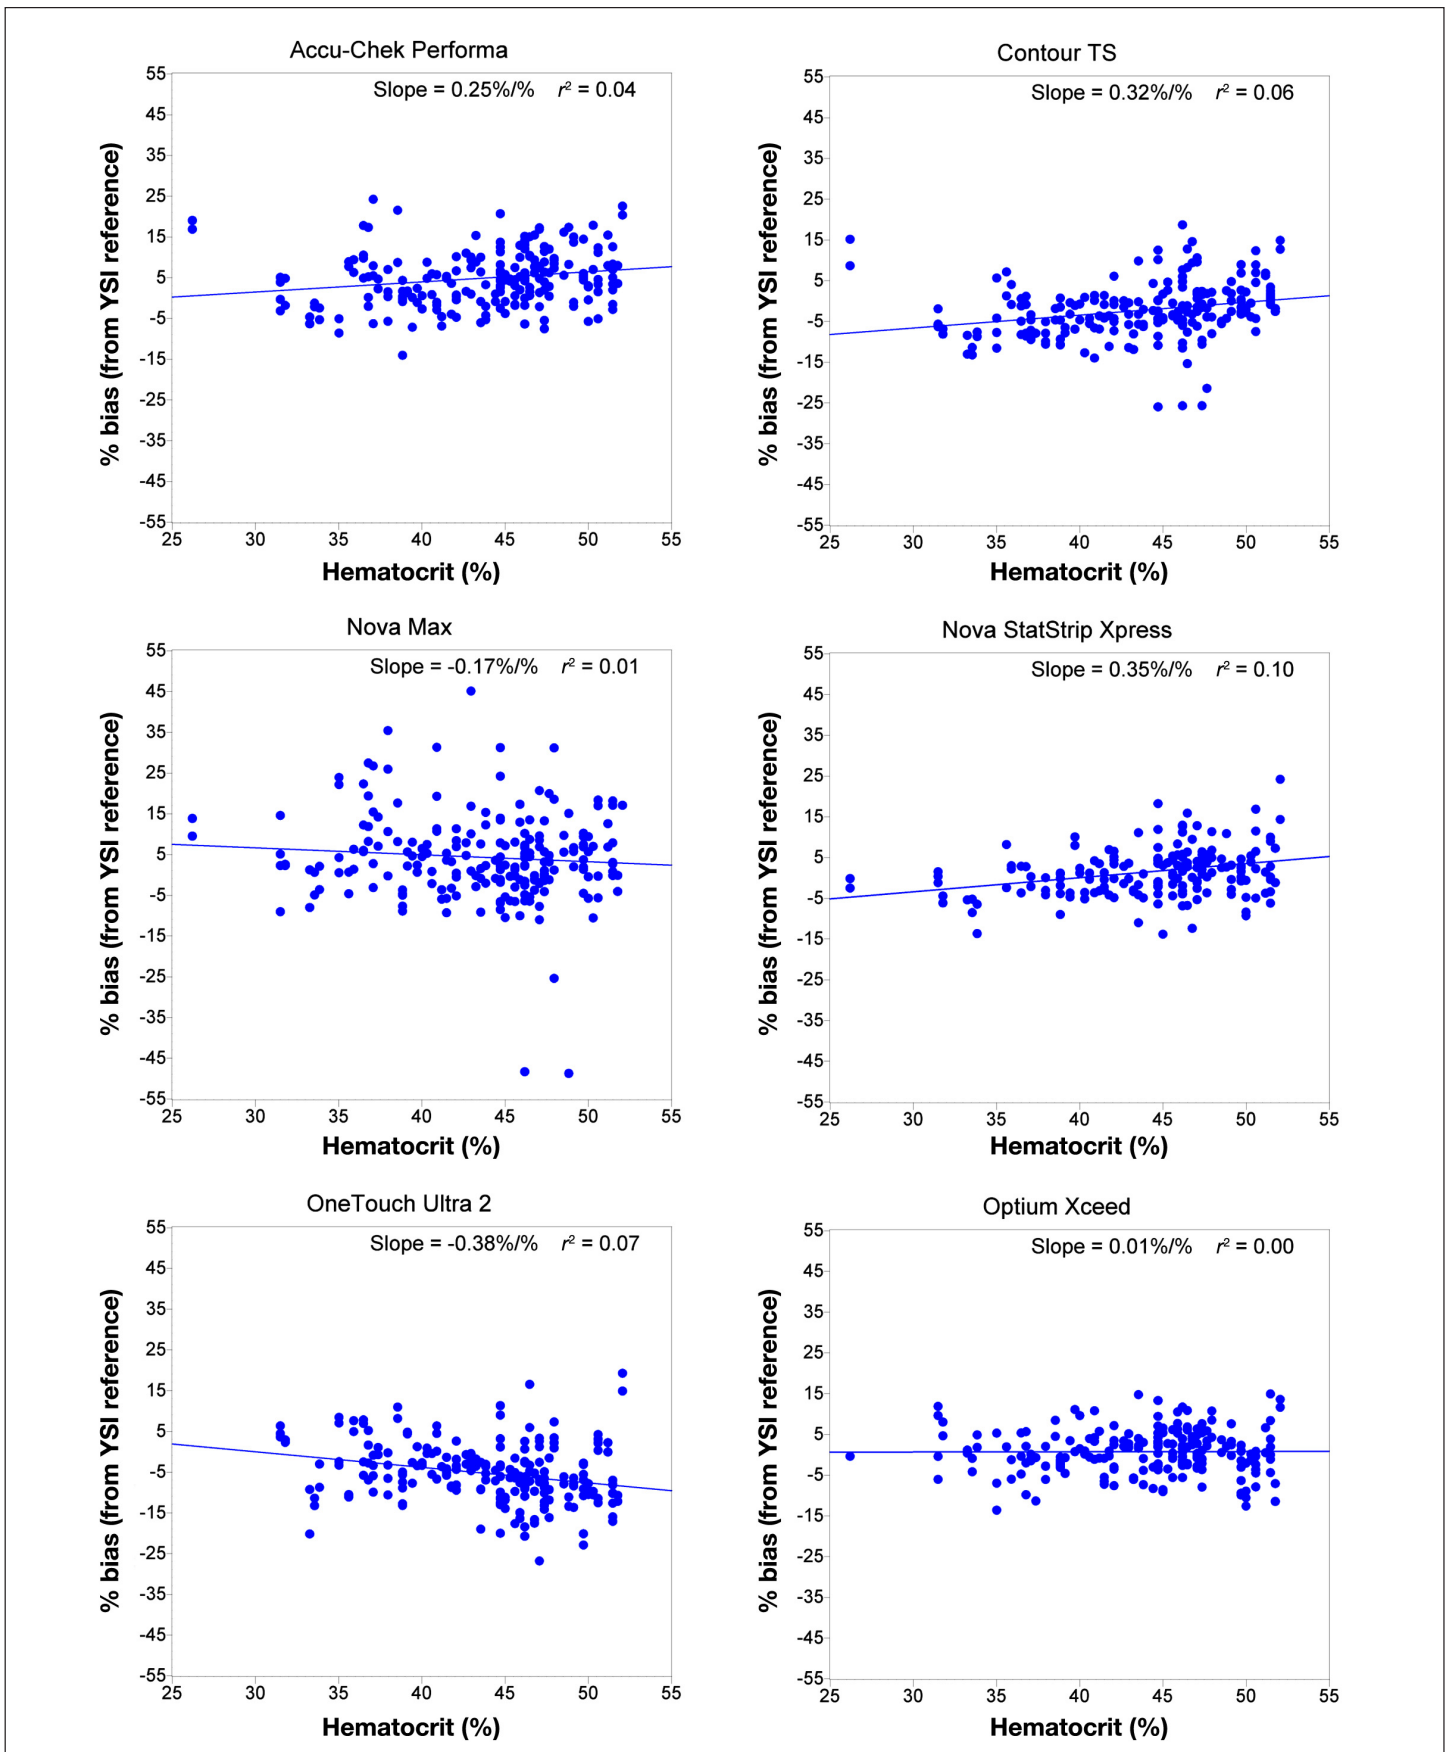 Accu-Chek Performa
Slope = 0.25%/% r² = 0.04
% bias (from YSI reference)
55
45
35
25
15
5
-5
-15
-25
-35
-45
-55
25 30 35 40 45 50 55
Hematocrit (%)
Contour TS
Slope = 0.32%/% r² = 0.06
% bias (from YSI reference)
55
45
35
25
15
5
-5
-15
-25
-35
-45
-55
25 30 35 40 45 50 55
Hematocrit (%)
Nova Max
Slope = -0.17%/% r² = 0.01
% bias (from YSI reference)
55
45
35
25
15
5
-5
-15
-25
-35
-45
-55
25 30 35 40 45 50 55
Hematocrit (%)
Nova StatStrip Xpress
Slope = 0.35%/% r² = 0.10
% bias (from YSI reference)
55
45
35
25
15
5
-5
-15
-25
-35
-45
-55
25 30 35 40 45 50 55
Hematocrit (%)
OneTouch Ultra 2
Slope = -0.38%/% r² = 0.07
% bias (from YSI reference)
55
45
35
25
15
5
-5
-15
-25
-35
-45
-55
25 30 35 40 45 50 55
Hematocrit (%)
Optium Xceed
Slope = 0.01%/% r² = 0.00
% bias (from YSI reference)
55
45
35
25
15
5
-5
-15
-25
-35
-45
-55
25 30 35 40 45 50 55
Hematocrit (%)